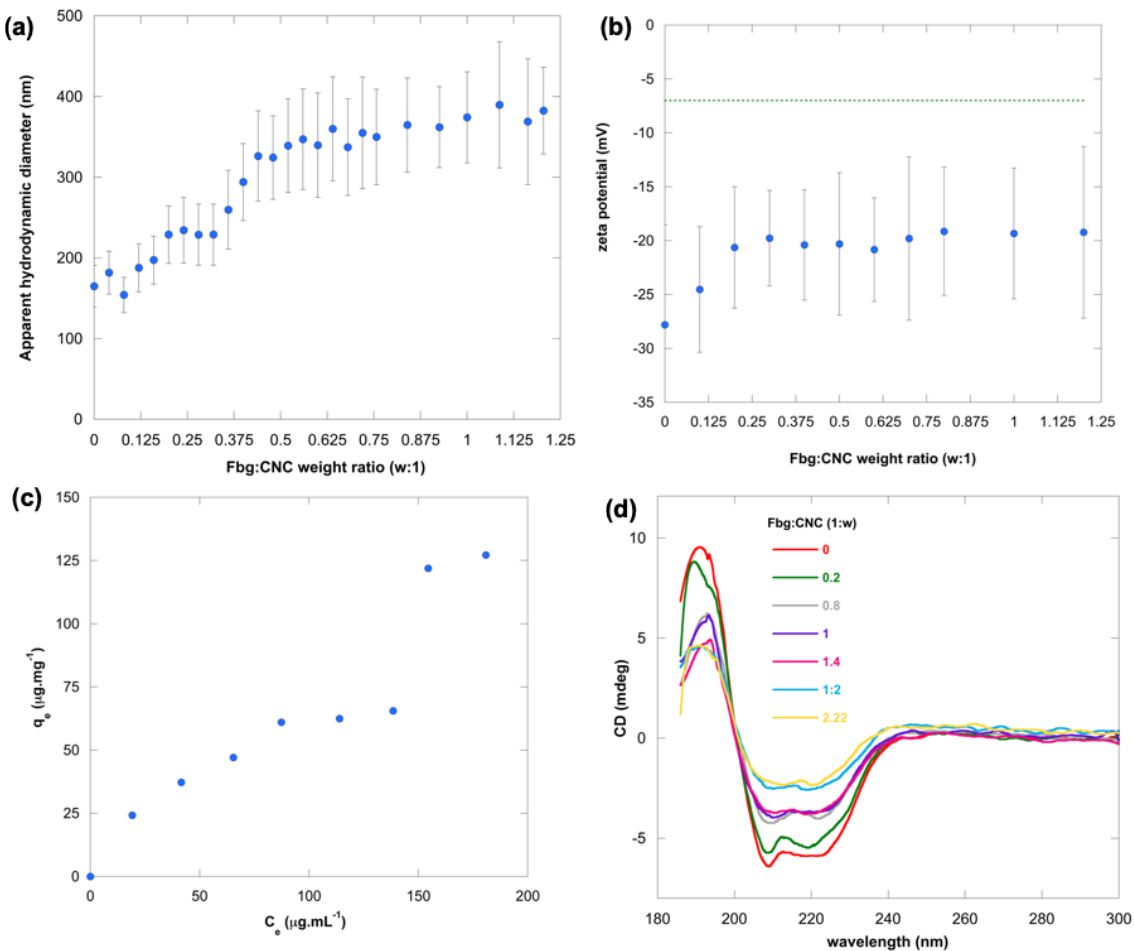 (a)
Apparent hydrodynamic diameter (nm)
500
400
300
200
100
0
0 0.125 0.25 0.375 0.5 0.625 0.75 0.875 1 1.125 1.25
Fbg:CNC weight ratio (w:1)
(b)
zeta potential (mV)
0
-5
-10
-15
-20
-25
-30
-35
0 0.125 0.25 0.375 0.5 0.625 0.75 0.875 1 1.125 1.25
Fbg:CNC weight ratio (w:1)
(c)
qₑ (µg.mg⁻¹)
150
125
100
75
50
25
0
0 50 100 150 200
Cₑ (µg.mL⁻¹)
(d)
Fbg:CNC (1:w)
0
0.2
0.8
1
1.4
1:2
2.22
CD (mdeg)
10
5
0
-5
180 200 220 240 260 280 300
wavelength (nm)